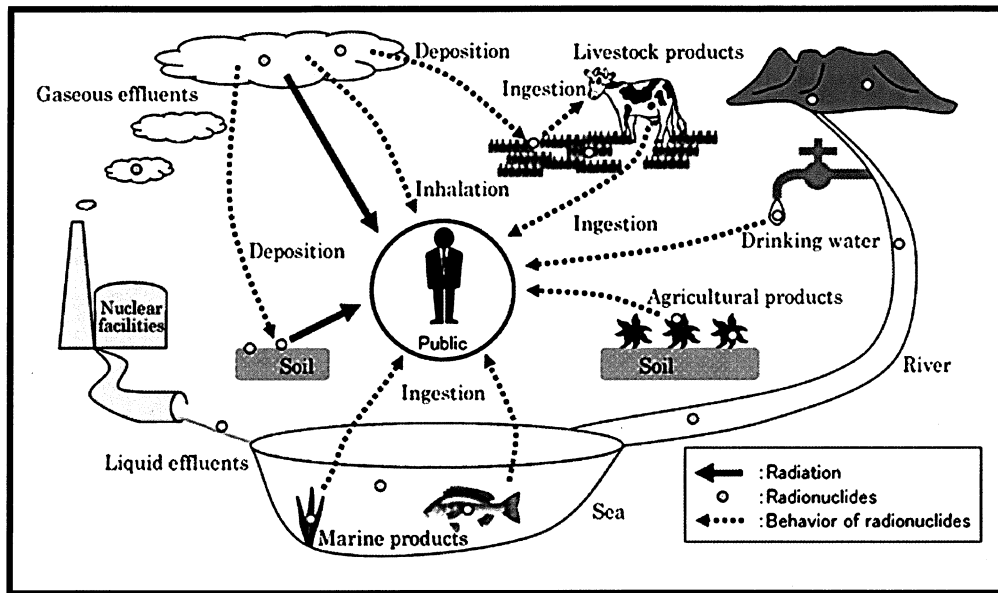 Deposition
Livestock products
Ingestion
Gaseous effluents
Inhalation
Ingestion
Drinking water
Deposition
Agricultural products
Nuclear
facilities
Public
Soil
Soil
River
Ingestion
Liquid effluents
Sea
Marine products
:Radiation
:Radionuclides
:Behavior of radionuclides